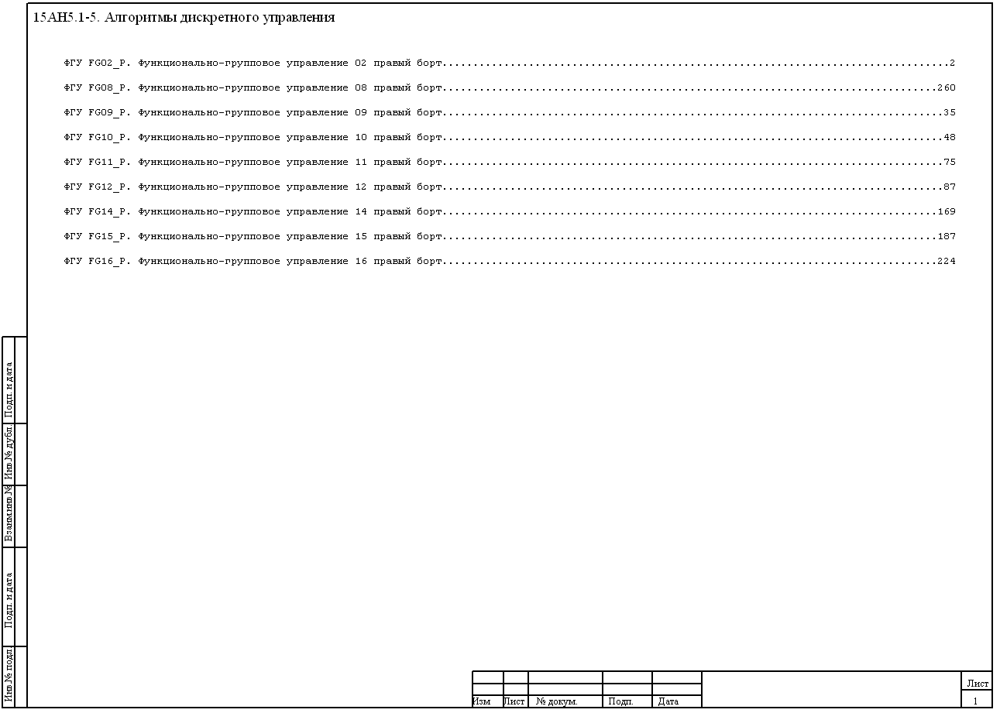 15АН5.1-5. Алгоритмы дискретного управления
ФГУ FG02_P. Функционально-групповое управление 02 правый борт..................................................................................2
ФГУ FG08_P. Функционально-групповое управление 08 правый борт................................................................................260
ФГУ FG09_P. Функционально-групповое управление 09 правый борт.................................................................................35
ФГУ FG10_P. Функционально-групповое управление 10 правый борт.................................................................................48
ФГУ FG11_P. Функционально-групповое управление 11 правый борт.................................................................................75
ФГУ FG12_P. Функционально-групповое управление 12 правый борт.................................................................................87
ФГУ FG14_P. Функционально-групповое управление 14 правый борт................................................................................169
ФГУ FG15_P. Функционально-групповое управление 15 правый борт................................................................................187
ФГУ FG16_P. Функционально-групповое управление 16 правый борт................................................................................224
Подп. и дата
Инв № дубл.
Взаим.инв.№
Подп. и дата
Инв № подл.
Изм Лист № докум. Подп. Дата
Лист
1